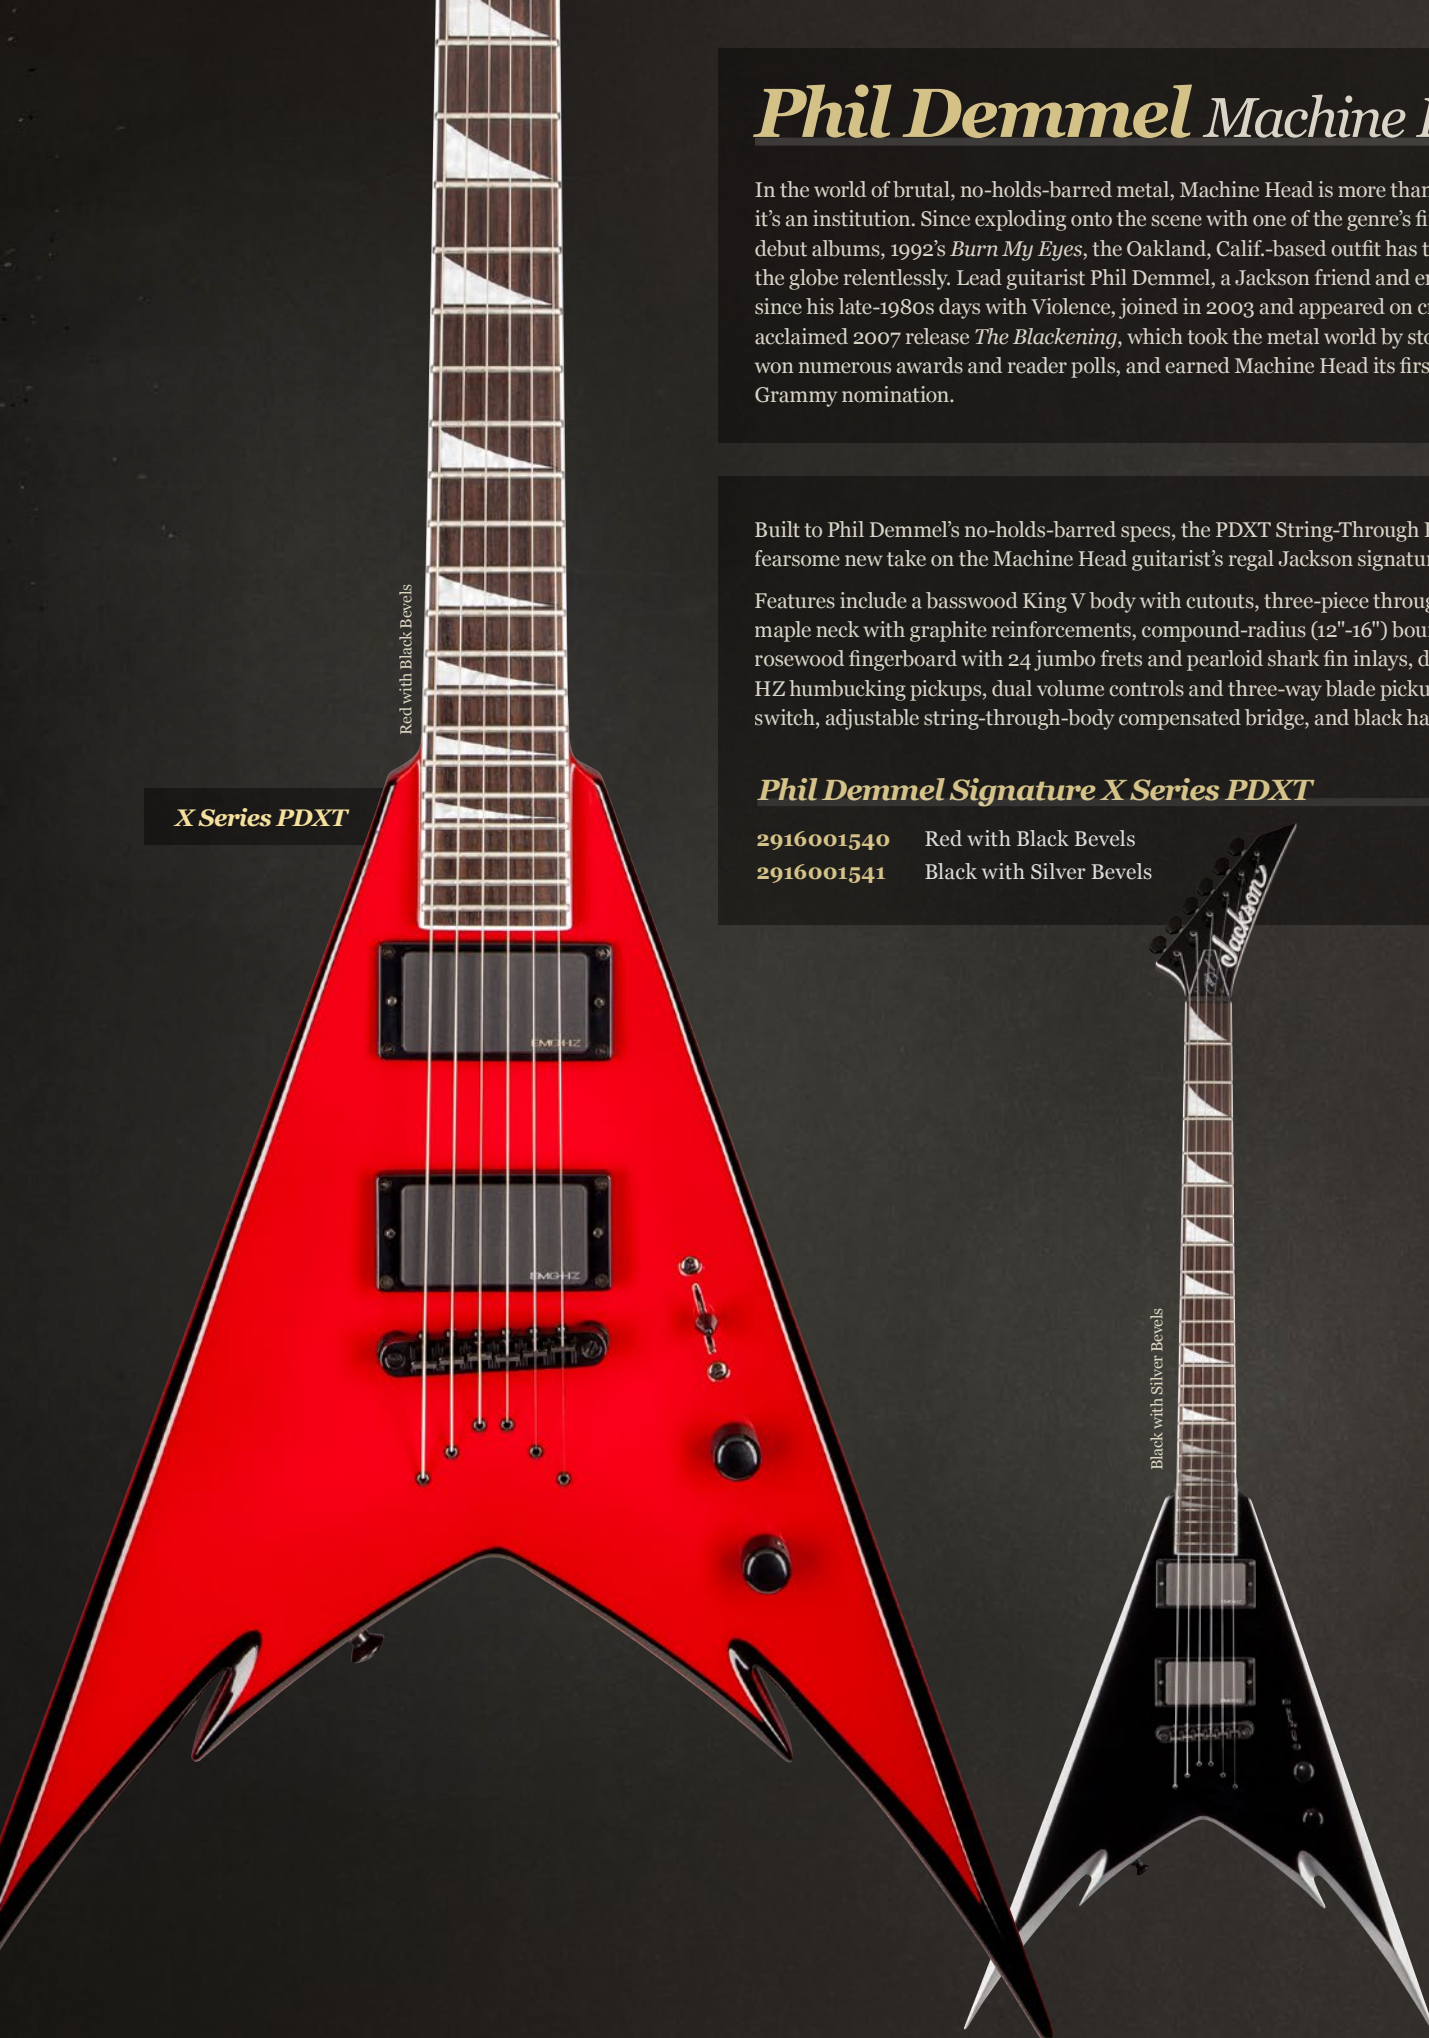 Phil Demmel Machine
In the world of brutal, no-holds-barred metal, Machine Head is more than
it’s an institution. Since exploding onto the scene with one of the genre’s
debut albums, 1992’s Burn My Eyes, the Oakland, Calif.-based outfit has
the globe relentlessly. Lead guitarist Phil Demmel, a Jackson friend and
since his late-1980s days with Violence, joined in 2003 and appeared on
acclaimed 2007 release The Blackening, which took the metal world by
won numerous awards and reader polls, and earned Machine Head its
Grammy nomination.
Built to Phil Demmel’s no-holds-barred specs, the PDXT String-Through
fearsome new take on the Machine Head guitarist’s regal Jackson
Features include a basswood King V body with cutouts, three-piece
maple neck with graphite reinforcements, compound-radius (12"-16")
rosewood fingerboard with 24 jumbo frets and pearloid shark fin inlays,
HZ humbucking pickups, dual volume controls and three-way blade
switch, adjustable string-through-body compensated bridge, and black
Red with Black Bevels
X Series PDXT
Phil Demmel Signature X Series PDXT
2916001540 Red with Black Bevels
2916001541 Black with Silver Bevels
Jackson
EMG-HZ
EMG-HZ
Black with Silver Bevels